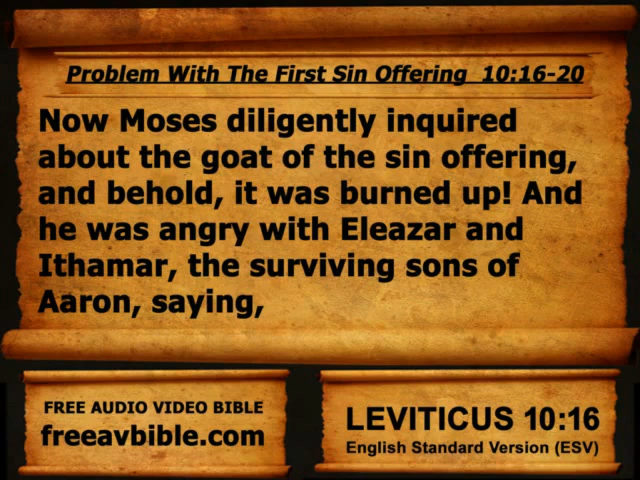 Problem With The First Sin Offering 10:16-20
Now Moses diligently inquired
about the goat of the sin offering,
and behold, it was burned up! And
he was angry with Eleazar and
Ithamar, the surviving sons of
Aaron, saying,
FREE AUDIO VIDEO BIBLE
freeavbible.com
LEVITICUS 10:16
English Standard Version (ESV)